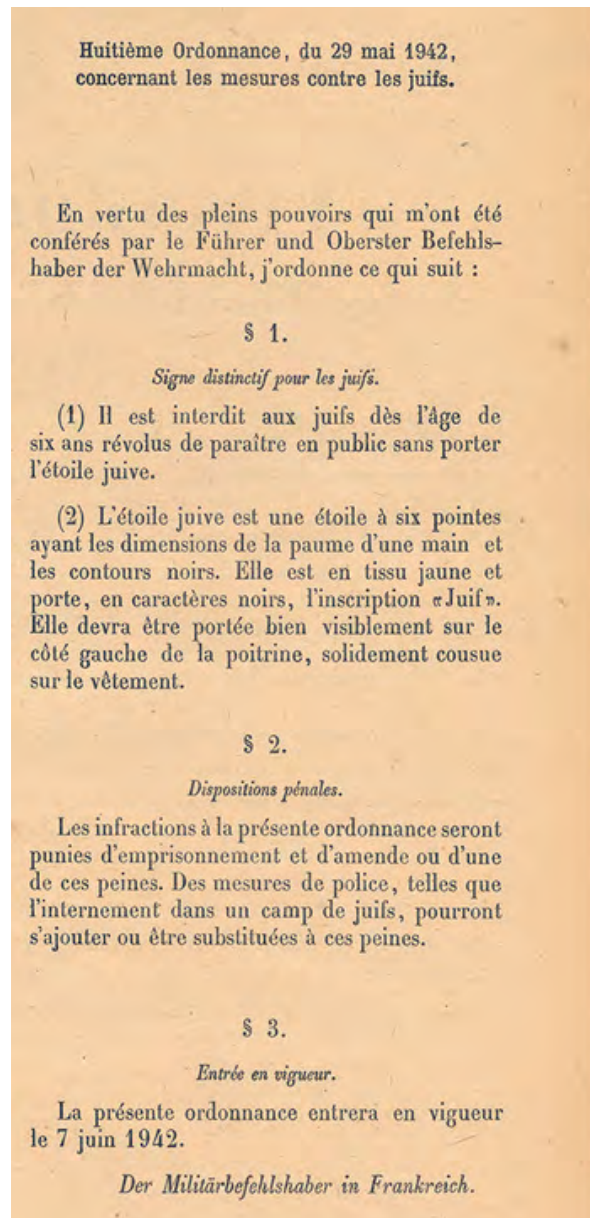 Huitième Ordonnance, du 29 mai 1942,
concernant les mesures contre les juifs.
En vertu des pleins pouvoirs qui m'ont été
conférés par le Führer und Oberster Befehls-
haber der Wehrmacht, j'ordonne ce qui suit :
§ 1.
Signe distinctif pour les juifs.
(1) Il est interdit aux juifs dès l'âge de
six ans révolus de paraître en public sans porter
l'étoile juive.
(2) L'étoile juive est une étoile à six pointes
ayant les dimensions de la paume d'une main et
les contours noirs. Elle est en tissu jaune et
porte, en caractères noirs, l'inscription «Juif».
Elle devra être portée bien visiblement sur le
côté gauche de la poitrine, solidement cousue
sur le vêtement.
§ 2.
Dispositions pénales.
Les infractions à la présente ordonnance seront
punies d'emprisonnement et d'amende ou d'une
de ces peines. Des mesures de police, telles que
l'internement dans un camp de juifs, pourront
s'ajouter ou être substituées à ces peines.
§ 3.
Entrée en vigueur.
La présente ordonnance entrera en vigueur
le 7 juin 1942.
Der Militärbefehlshaber in Frankreich.